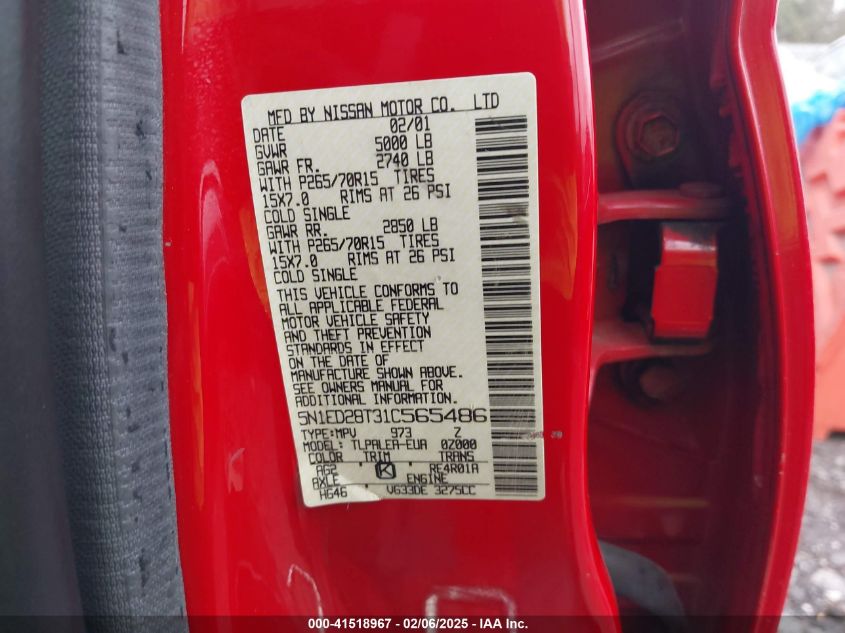 MFD BY NISSAN MOTOR CO. LTD
DATE 02/01
GVWR 5000 LB
GAWR FR. 2740 LB
WITH P265/70R15 TIRES
15X7.0 RIMS AT 26 PSI
COLD SINGLE
GAWR RR. 2850 LB
WITH P265/70R15 TIRES
15X7.0 RIMS AT 26 PSI
COLD SINGLE
THIS VEHICLE CONFORMS TO
ALL APPLICABLE FEDERAL
MOTOR VEHICLE SAFETY
AND THEFT PREVENTION
STANDARDS IN EFFECT
ON THE DATE OF
MANUFACTURE SHOWN ABOVE.
SEE OWNERS MANUAL FOR
ADDITIONAL INFORMATION.
5N1ED28T31C565486
TYPE:MPV 973 Z
MODEL: TLPALEA-EUA 0Z000
COLOR TRIM TRANS
AG2 K RE4R01A
AXLE ENGINE
HG46 VG33DE 3275CC
000-41518967 - 02/06/2025 - IAA Inc.